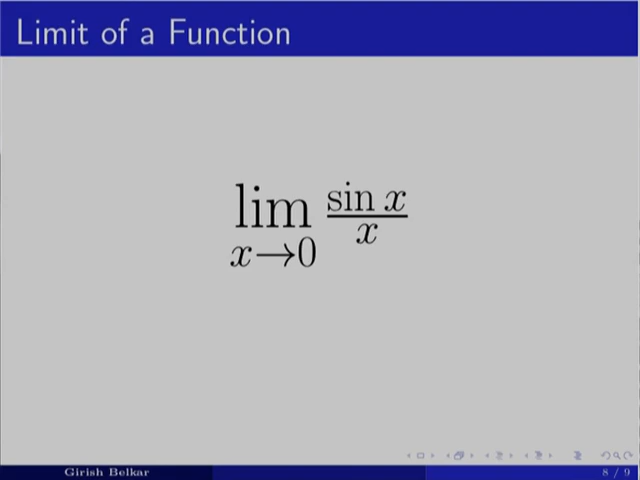 Limit of a Function
lim sin x
x→0 x
Girish Belkar
8 / 9